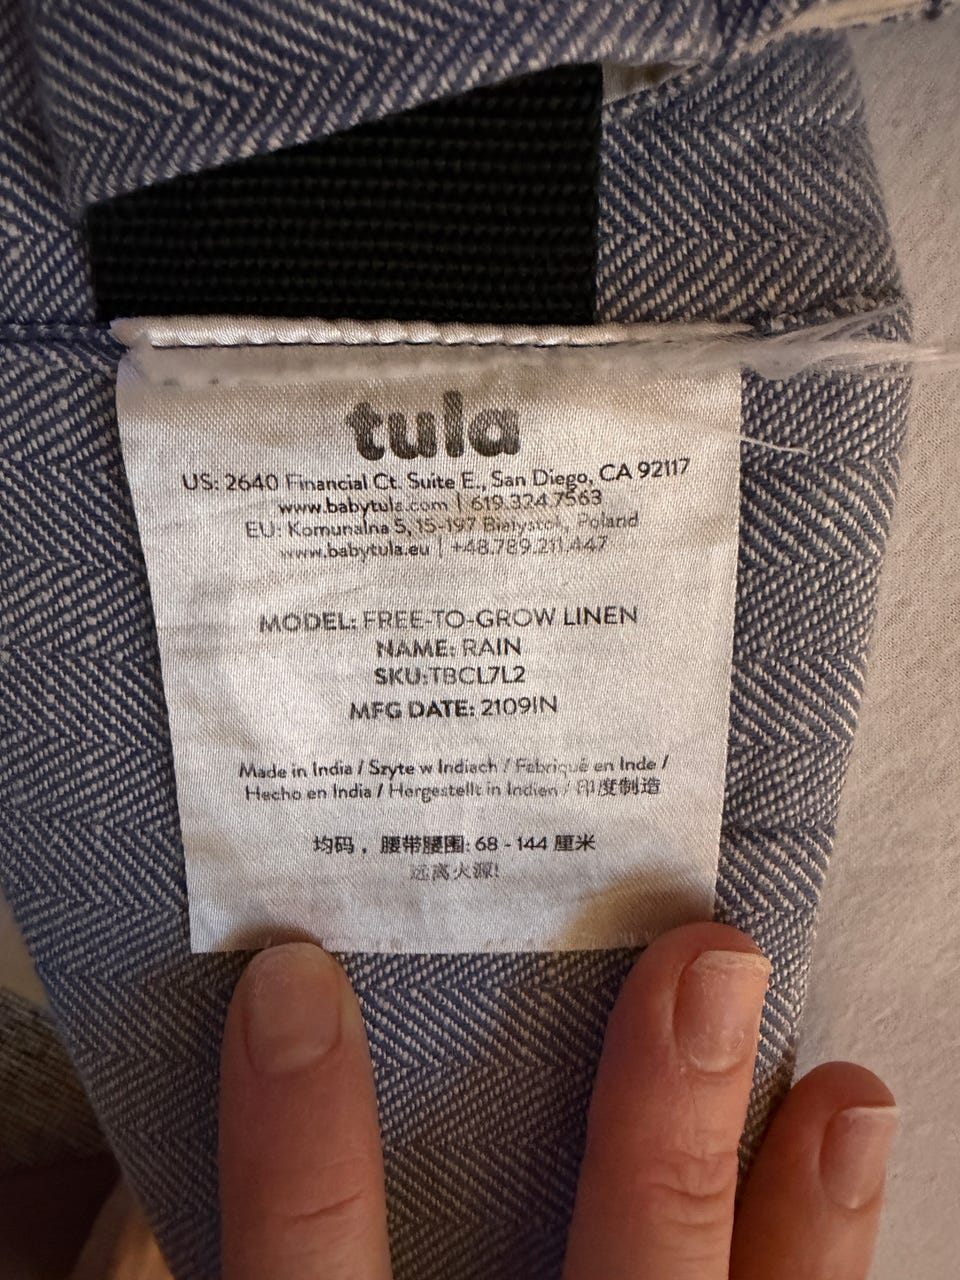 tula
US: 2640 Financial Ct. Suite E., San Diego, CA 92117
www.babytula.com | 619.324.7563
EU: Komunalna 5, 15-197 Białystok, Poland
www.babytula.eu | +48.789.211.447
MODEL: FREE-TO-GROW LINEN
NAME: RAIN
SKU:TBCL7L2
MFG DATE: 2109IN
Made in India / Szyte w Indiach / Fabriqué en Inde /
Hecho en India / Hergestellt in Indien / 印度制造
均码，腰带腰围: 68 - 144 厘米
远离火源!